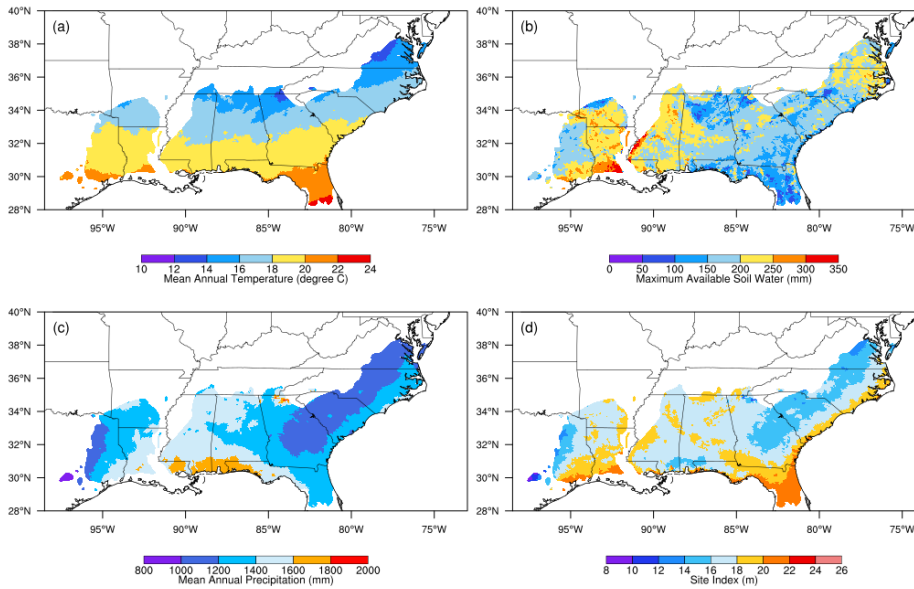 40°N
(a)
38°N
36°N
34°N
32°N
30°N
28°N
95°W 90°W 85°W 80°W 75°W
10 12 14 16 18 20 22 24
Mean Annual Temperature (degree C)
40°N
(b)
38°N
36°N
34°N
32°N
30°N
28°N
95°W 90°W 85°W 80°W 75°W
0 50 100 150 200 250 300 350
Maximum Available Soil Water (mm)
40°N
(c)
38°N
36°N
34°N
32°N
30°N
28°N
95°W 90°W 85°W 80°W 75°W
800 1000 1200 1400 1600 1800 2000
Mean Annual Precipitation (mm)
40°N
(d)
38°N
36°N
34°N
32°N
30°N
28°N
95°W 90°W 85°W 80°W 75°W
8 10 12 14 16 18 20 22 24 26
Site Index (m)